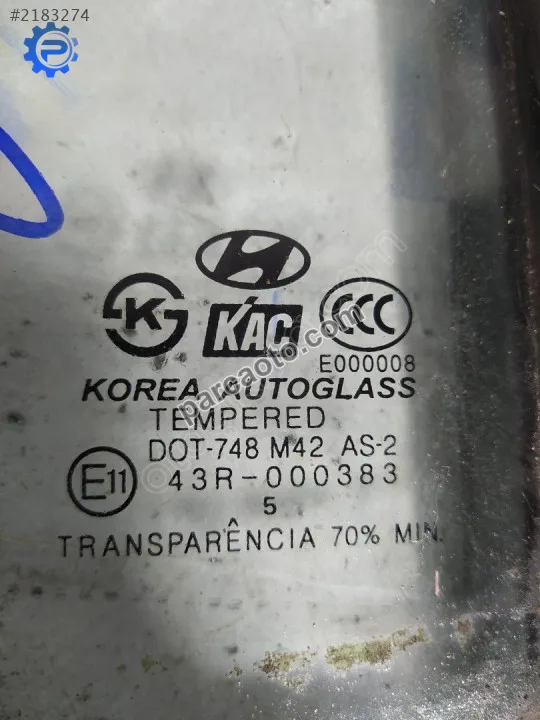 #2183274
KAC
CCC
E000008
KOREA AUTOGLASS
TEMPERED
DOT-748 M42 AS-2
E11 43R-000383
5
TRANSPARÊNCIA 70% MIN.
parcaoto.com